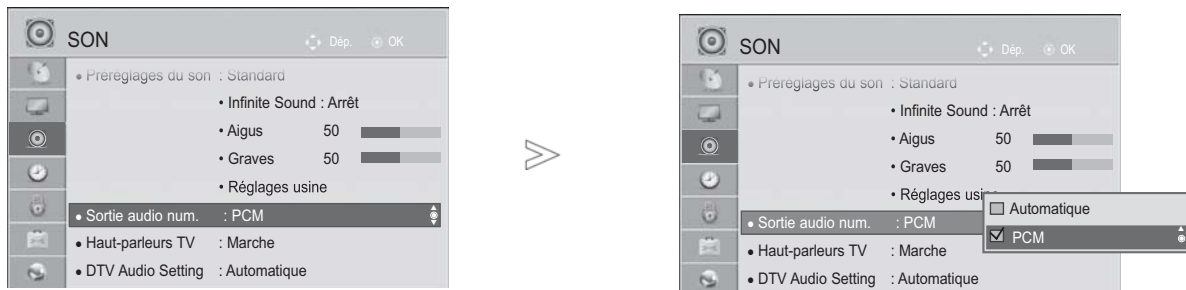 SON
Dép. OK
• Préréglages du son : Standard
• Infinite Sound : Arrêt
• Aigus 50
• Graves 50
• Réglages usine
• Sortie audio num. : PCM
• Haut-parleurs TV : Marche
• DTV Audio Setting : Automatique
SON
Dép. OK
• Préréglages du son : Standard
• Infinite Sound : Arrêt
• Aigus 50
• Graves 50
• Réglages usi
Automatique
• Sortie audio num. : PCM
PCM
• Haut-parleurs TV : Marche
• DTV Audio Setting : Automatique